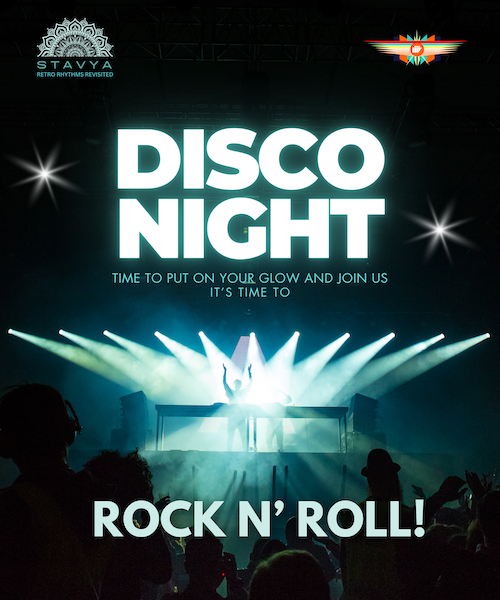 STAVYA
RETRO RHYTHMS REVISITED
DISCO
NIGHT
TIME TO PUT ON YOUR GLOW AND JOIN US
IT'S TIME TO
ROCK N' ROLL!